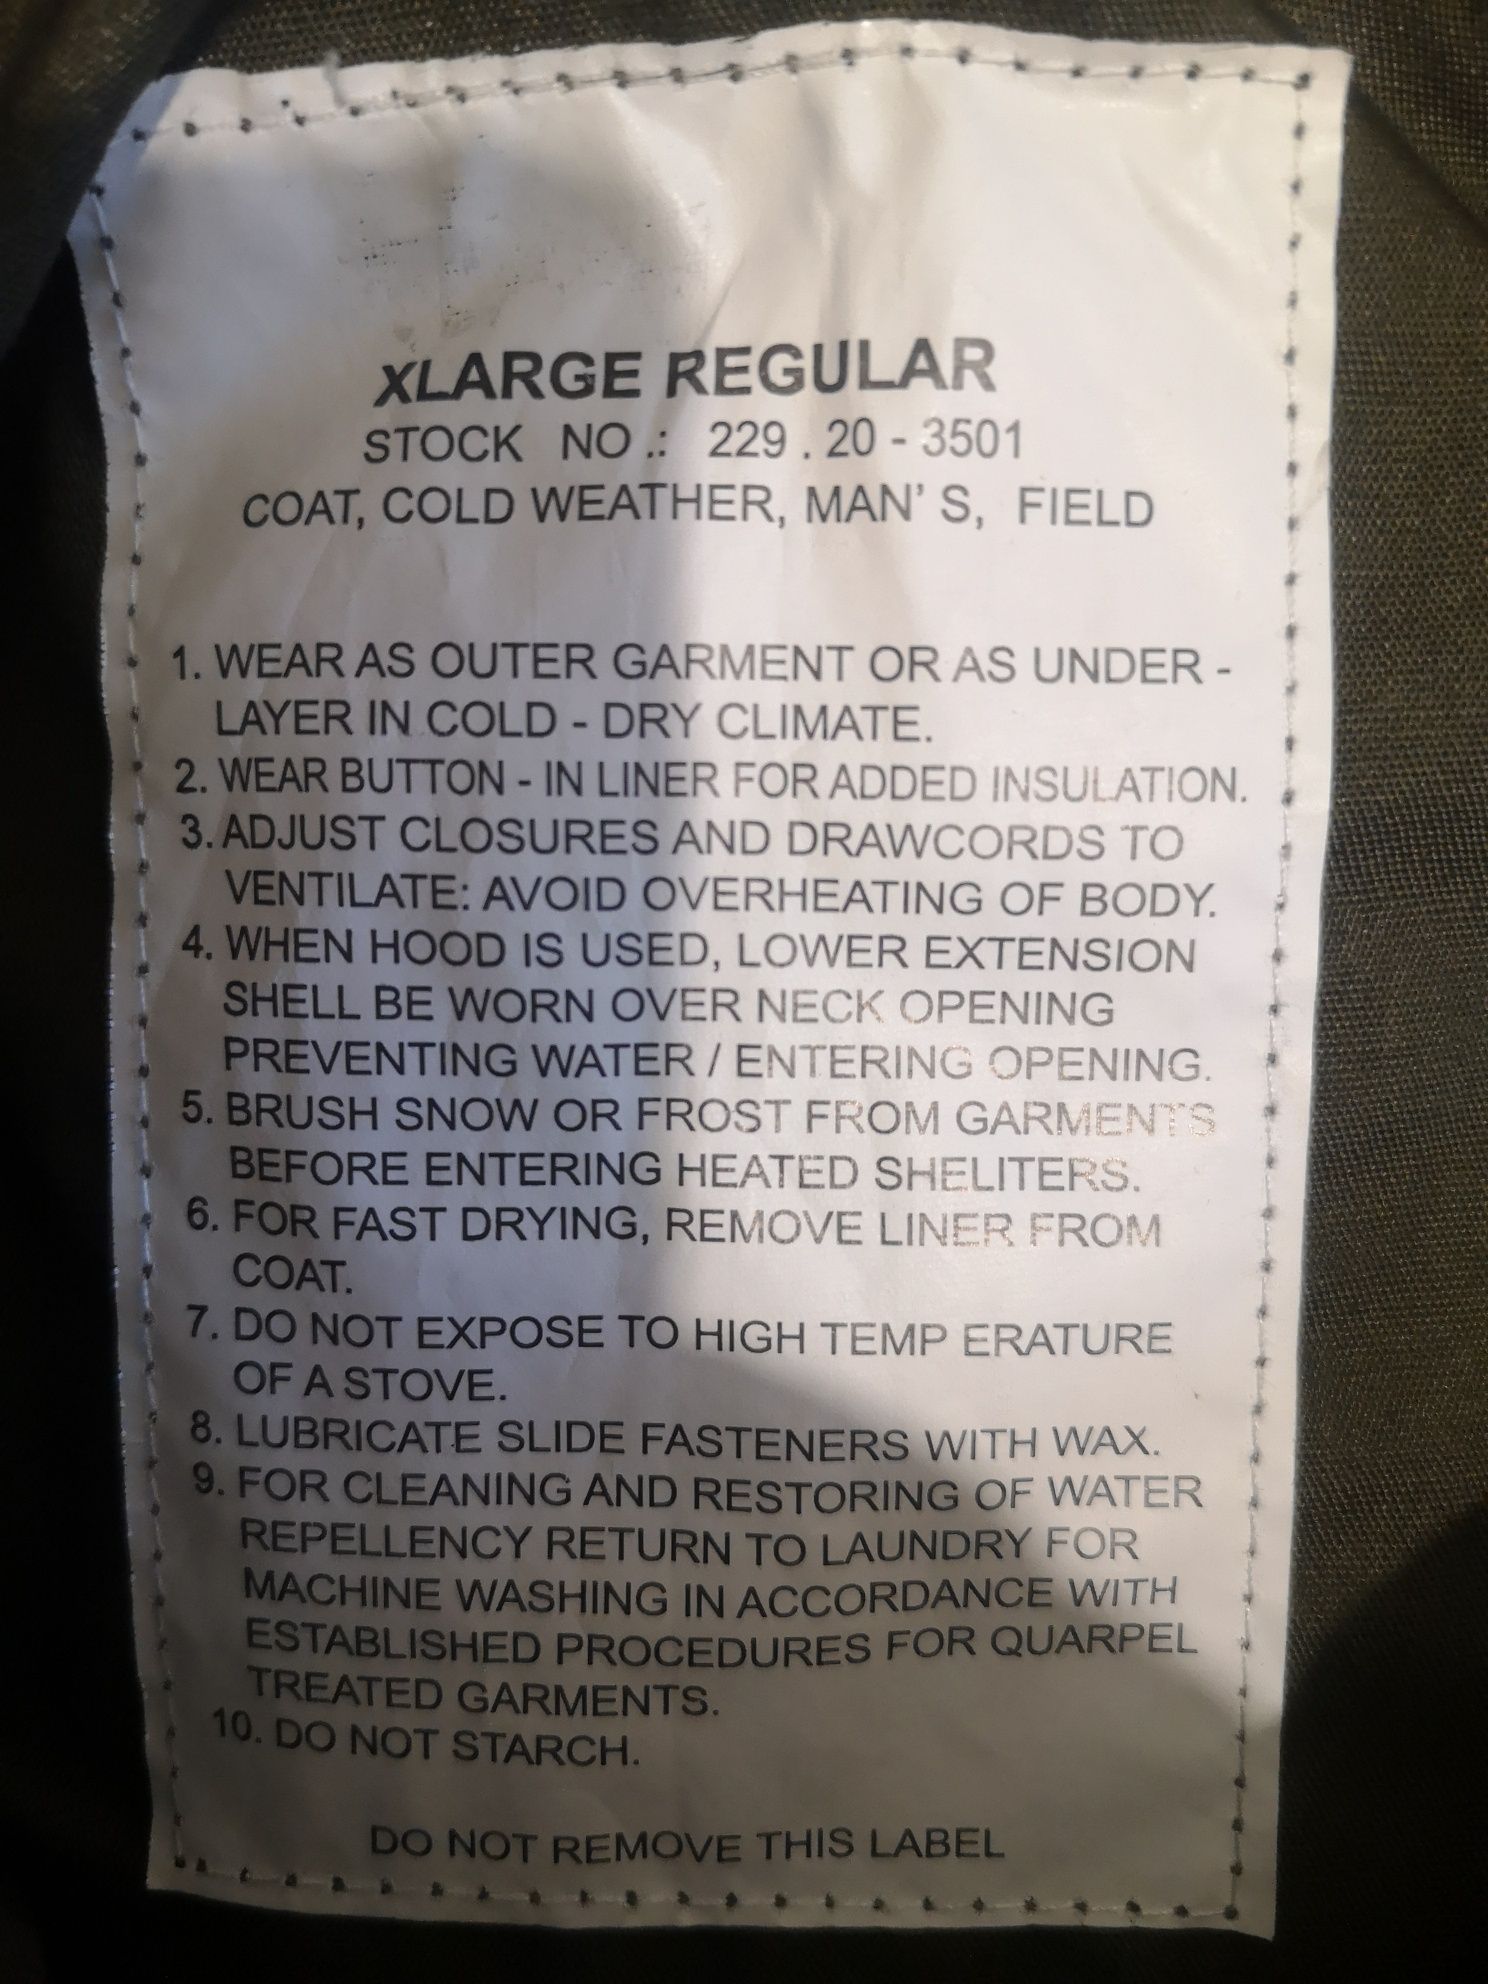 XLARGE REGULAR
STOCK NO.: 229.20-3501
COAT, COLD WEATHER, MAN'S, FIELD
1. WEAR AS OUTER GARMENT OR AS UNDER -
LAYER IN COLD - DRY CLIMATE.
2. WEAR BUTTON - IN LINER FOR ADDED INSULATION.
3. ADJUST CLOSURES AND DRAWCORDS TO
VENTILATE: AVOID OVERHEATING OF BODY.
4. WHEN HOOD IS USED, LOWER EXTENSION
SHELL BE WORN OVER NECK OPENING
PREVENTING WATER / ENTERING OPENING.
5. BRUSH SNOW OR FROST FROM GARMENTS
BEFORE ENTERING HEATED SHELITERS.
6. FOR FAST DRYING, REMOVE LINER FROM
COAT.
7. DO NOT EXPOSE TO HIGH TEMP ERATURE
OF A STOVE.
8. LUBRICATE SLIDE FASTENERS WITH WAX.
9. FOR CLEANING AND RESTORING OF WATER
REPELLENCY RETURN TO LAUNDRY FOR
MACHINE WASHING IN ACCORDANCE WITH
ESTABLISHED PROCEDURES FOR QUARPEL
TREATED GARMENTS.
10. DO NOT STARCH.
DO NOT REMOVE THIS LABEL